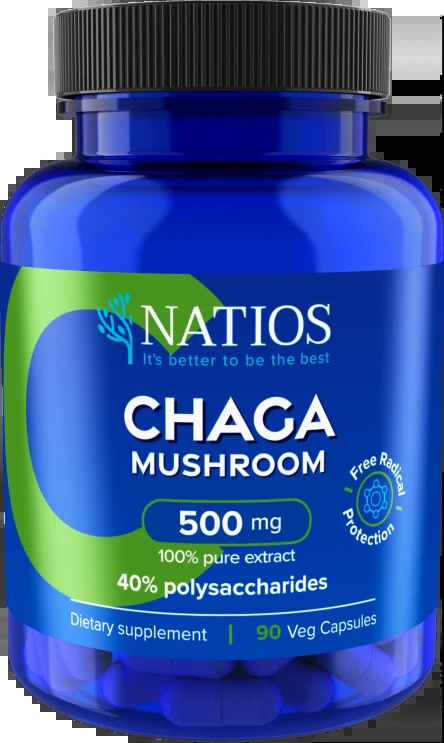 NATIOS
It's better to be the best
CHAGA
MUSHROOM
500 mg
100% pure extract
40% polysaccharides
Free Radical
Protection
Dietary supplement | 90 Veg Capsules